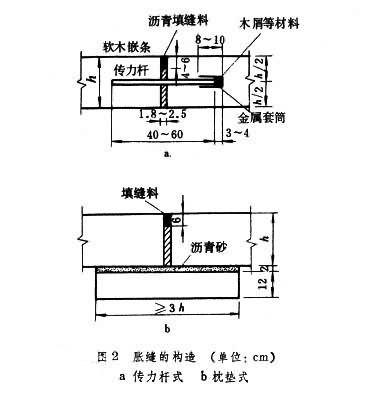 沥青填缝料
木屑等材料
8~10
软木嵌条
4~6
h/2
传力杆
h
h/2
1.8~2.5
金属套筒
40~60
3~4
a.
填缝料
6
沥青砂
h
2
12
≥3h
b
图2 胀缝的构造 (单位:cm)
a 传力杆式 b 枕垫式